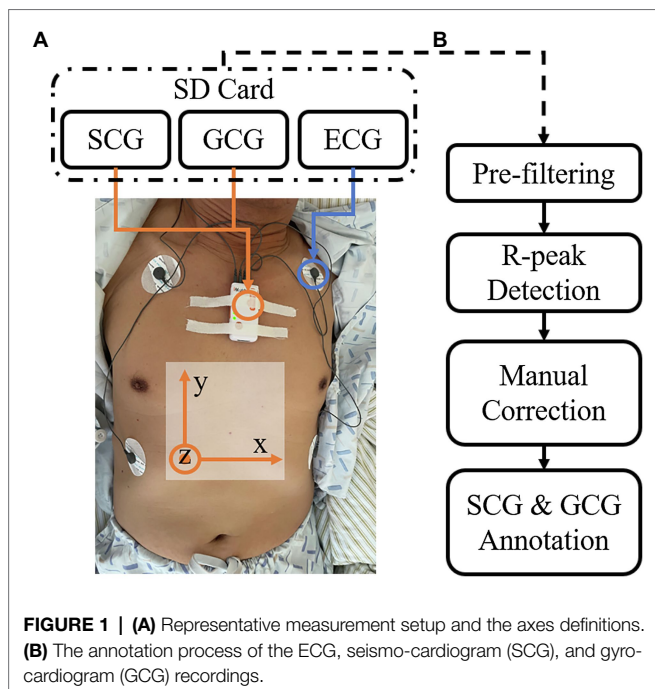 A
B
SD Card
SCG
GCG
ECG
Pre-filtering
R-peak
Detection
Manual
Correction
SCG & GCG
Annotation
y
z
x
FIGURE 1 | (A) Representative measurement setup and the axes definitions.
(B) The annotation process of the ECG, seismo-cardiogram (SCG), and gyro-
cardiogram (GCG) recordings.